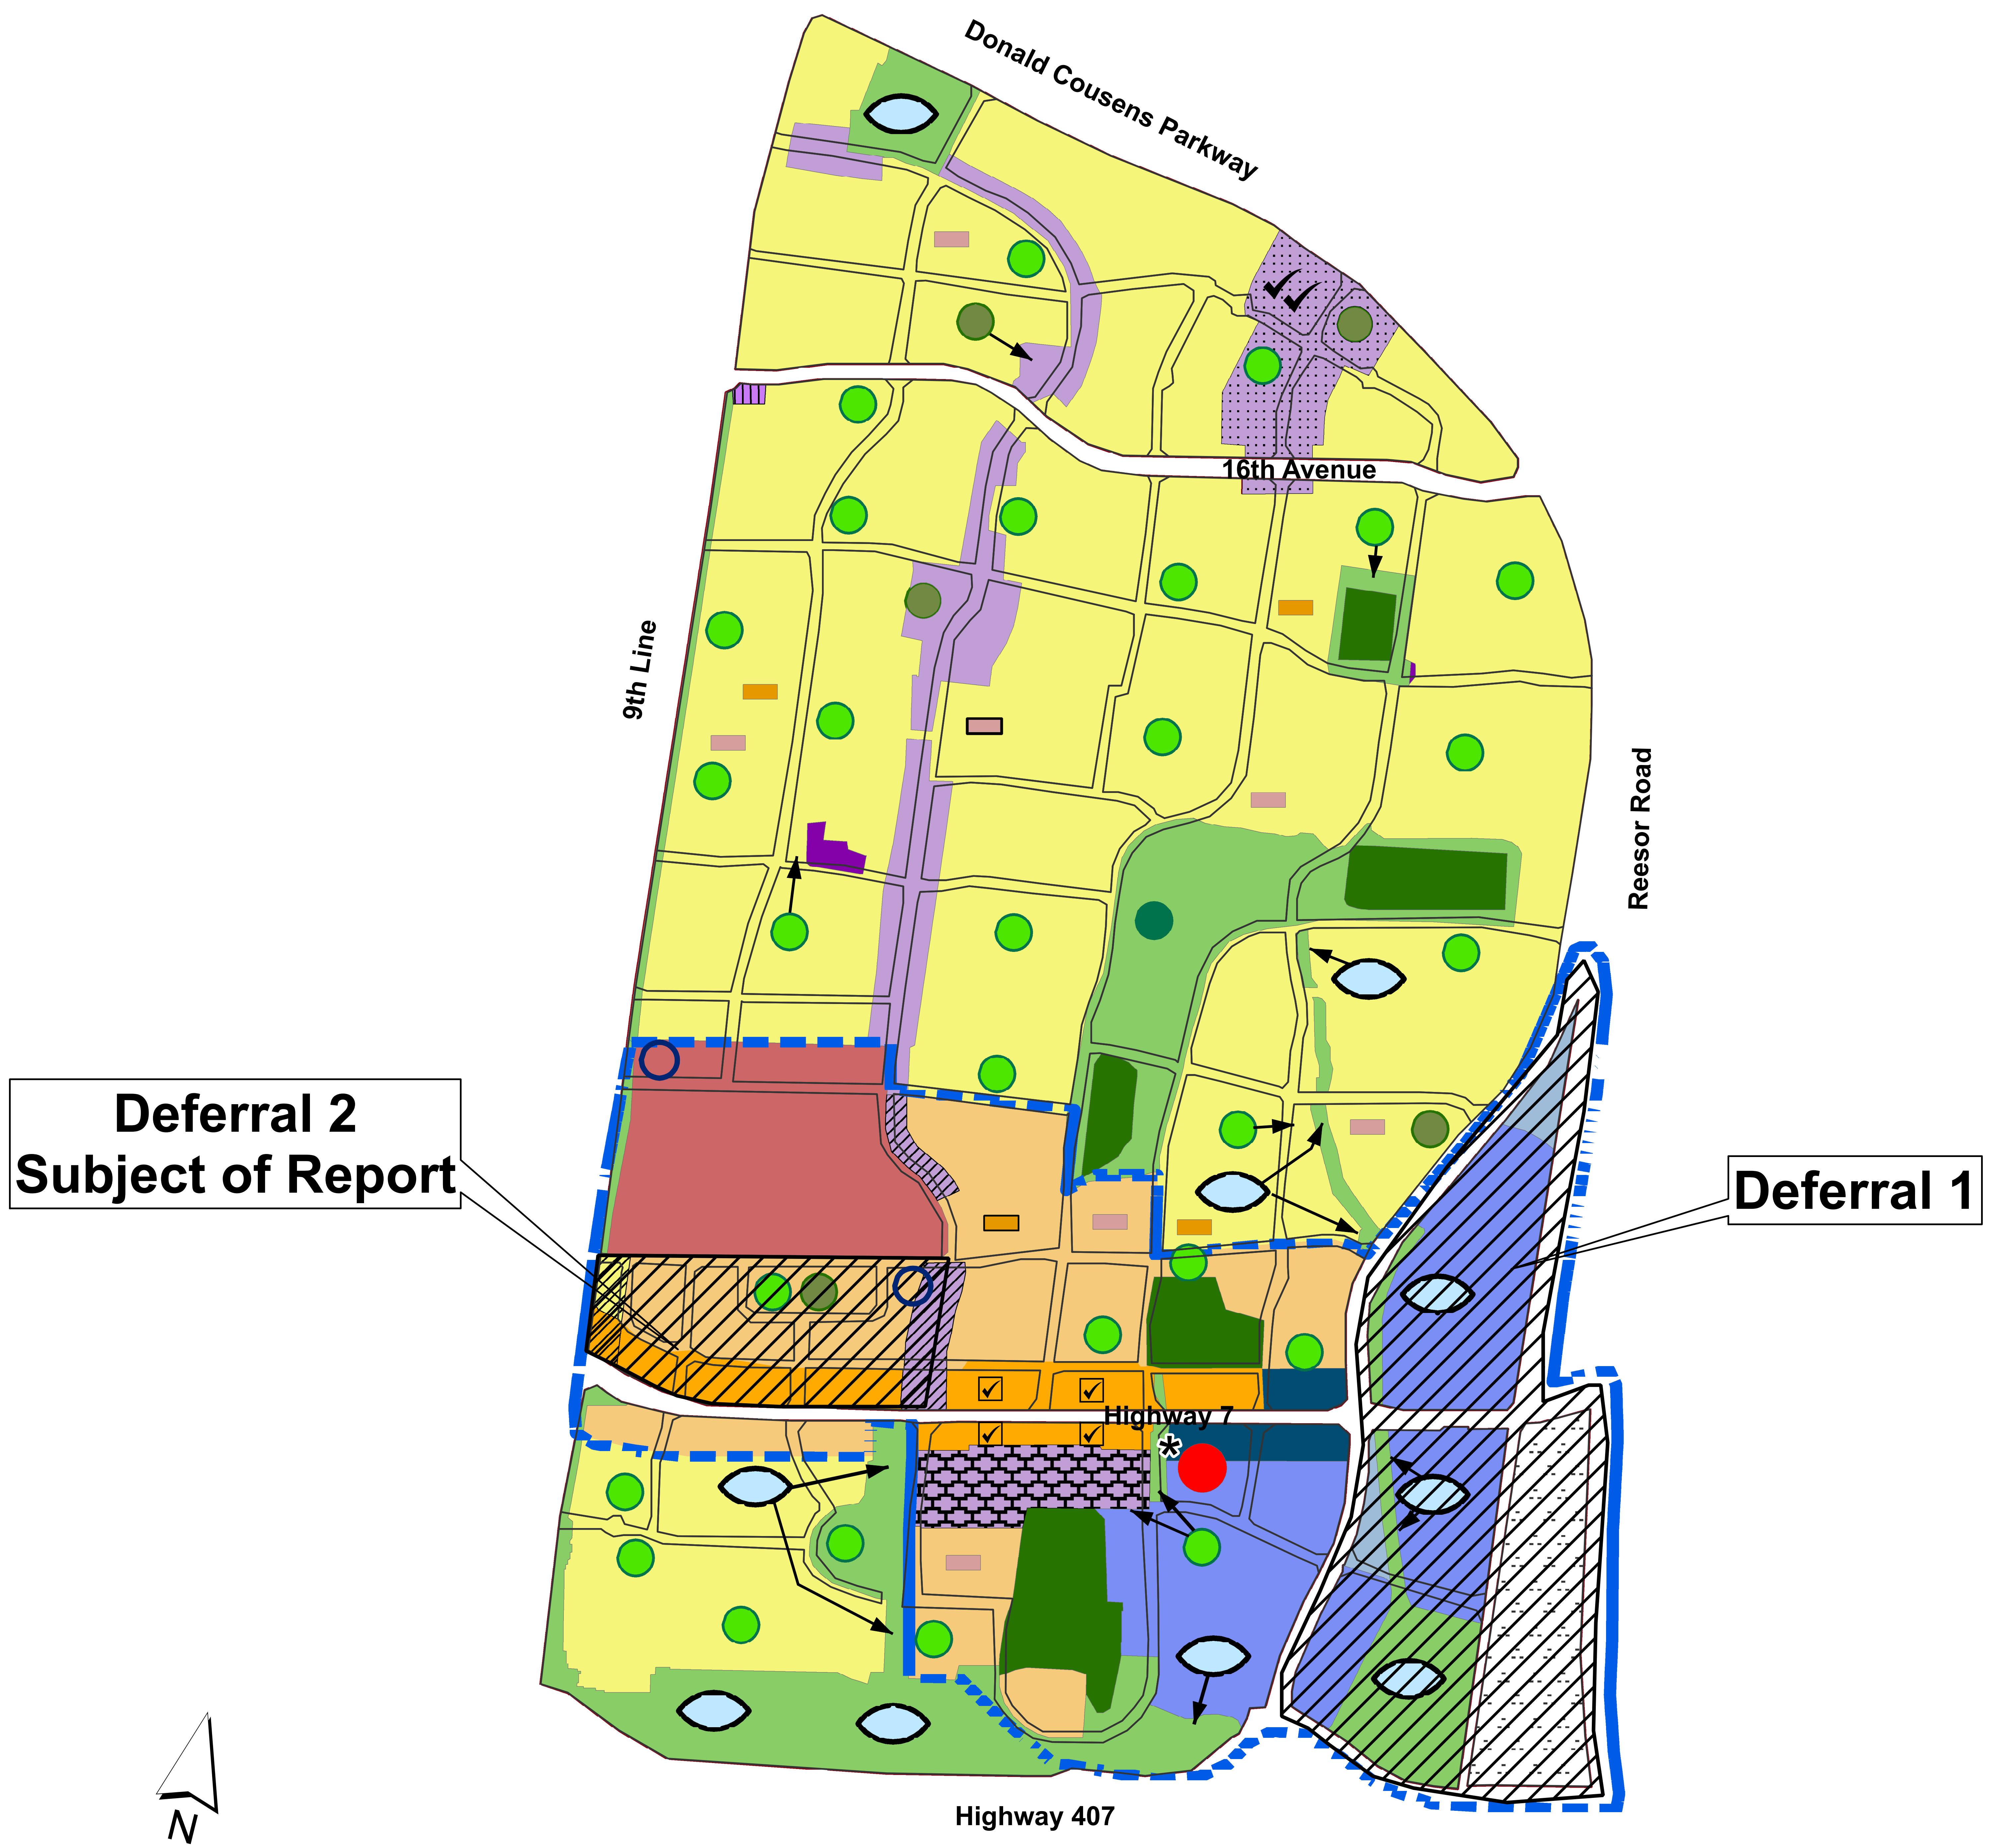 Donald Cousens Parkway
16th Avenue
9th Line
Reesor Road
Deferral 2
Subject of Report
Deferral 1
Highway 7
*
Highway 407
N